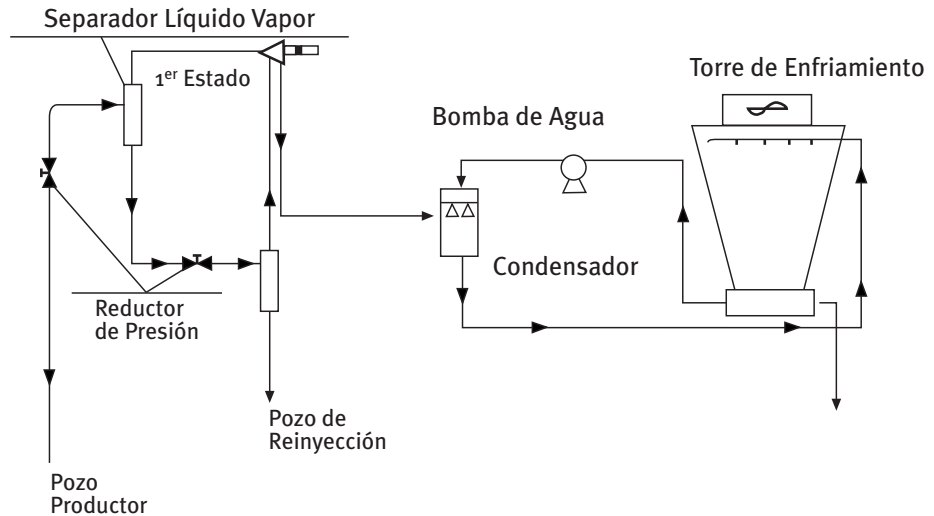 Separador Líquido Vapor
1er Estado
Torre de Enfriamiento
Bomba de Agua
Condensador
Reductor
de Presión
Pozo de
Reinyección
Pozo
Productor